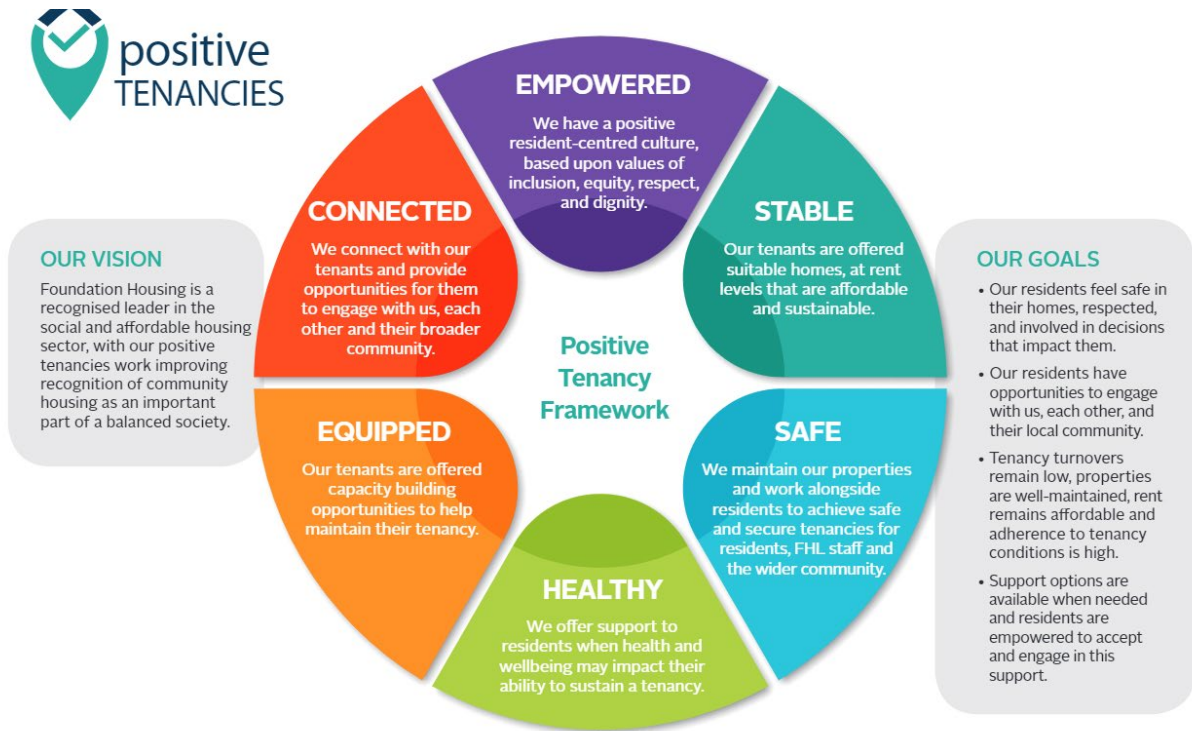 positive
TENANCIES
EMPOWERED
We have a positive
resident-centred culture,
based upon values of
inclusion, equity, respect,
and dignity.
CONNECTED
We connect with our
tenants and provide
opportunities for them
to engage with us, each
other and their broader
community.
STABLE
Our tenants are offered
suitable homes, at rent
levels that are affordable
and sustainable.
OUR VISION
Foundation Housing is a
recognised leader in the
social and affordable housing
sector, with our positive
tenancies work improving
recognition of community
housing as an important
part of a balanced society.
Positive
Tenancy
Framework
OUR GOALS
• Our residents feel safe in
their homes, respected,
and involved in decisions
that impact them.
• Our residents have
opportunities to engage
with us, each other, and
their local community.
• Tenancy turnovers
remain low, properties
are well-maintained, rent
remains affordable and
adherence to tenancy
conditions is high.
• Support options are
available when needed
and residents are
empowered to accept
and engage in this
support.
EQUIPPED
Our tenants are offered
capacity building
opportunities to help
maintain their tenancy.
SAFE
We maintain our properties
and work alongside
residents to achieve safe
and secure tenancies for
residents, FHL staff and
the wider community.
HEALTHY
We offer support to
residents when health and
wellbeing may impact their
ability to sustain a tenancy.